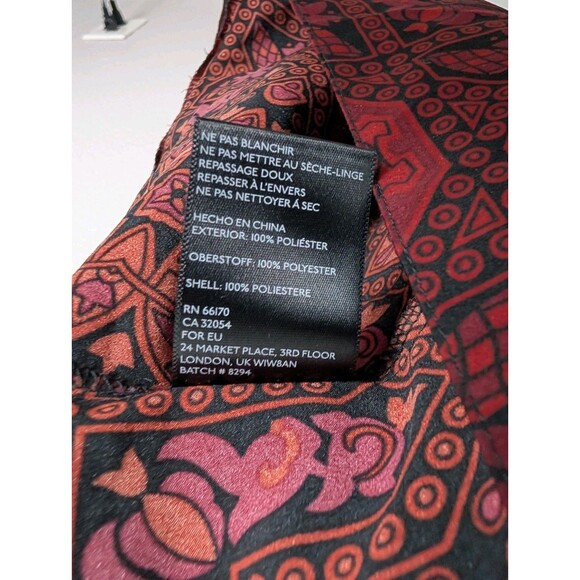 NE PAS BLANCHIR
NE PAS METTRE AU SÈCHE-LINGE
REPASSAGE DOUX
REPASSER À L'ENVERS
NE PAS NETTOYER Á SEC
HECHO EN CHINA
EXTERIOR: 100% POLIÉSTER
OBERSTOFF: 100% POLYESTER
SHELL: 100% POLIESTERE
RN 66170
CA 32054
FOR EU
24 MARKET PLACE, 3RD FLOOR
LONDON, UK W1W8AN
BATCH # 8294